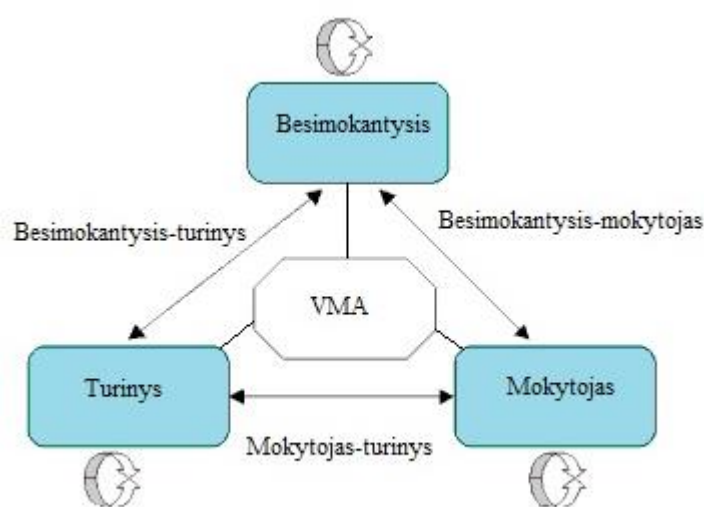 Besimokantysis
Besimokantysis-turinys
Besimokantysis-mokytojas
VMA
Turinys
Mokytojas
Mokytojas-turinys